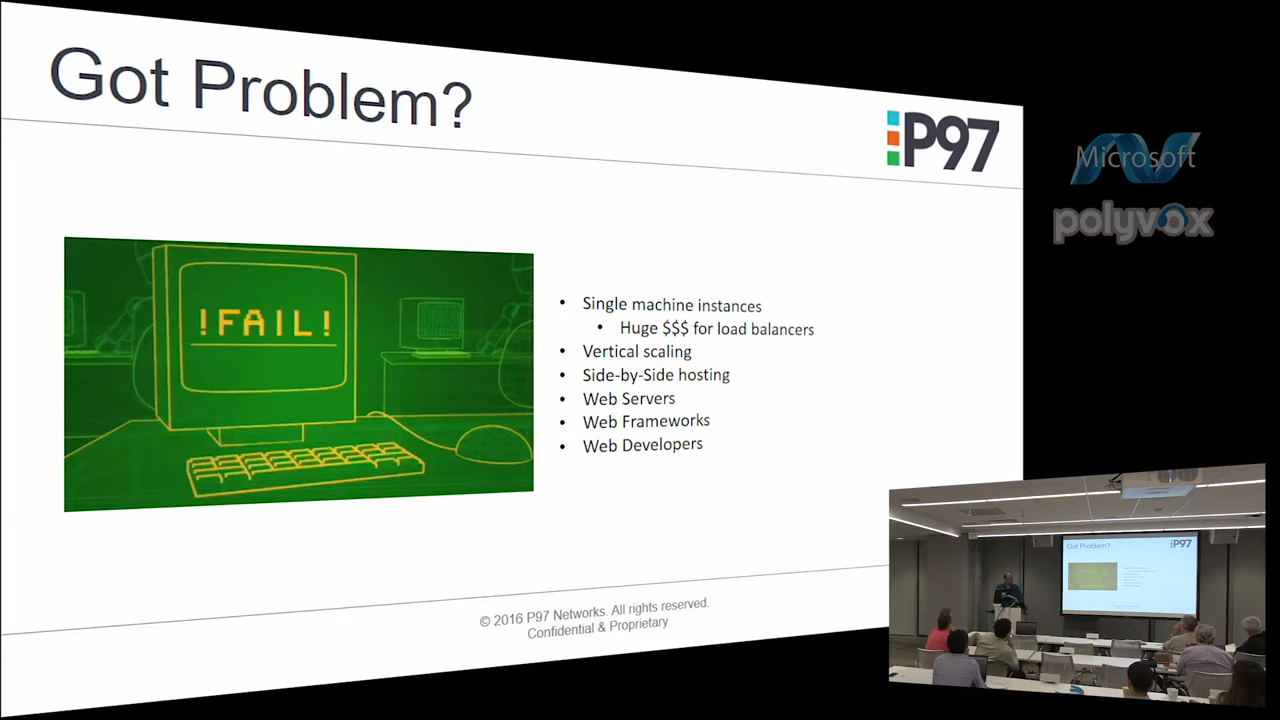 Got Problem?
P97
Microsoft
polyvox
!FAIL!
• Single machine instances
• Huge $$$ for load balancers
• Vertical scaling
• Side-by-Side hosting
• Web Servers
• Web Frameworks
• Web Developers
© 2016 P97 Networks. All rights reserved.
Confidential & Proprietary
Got Problem?
P97